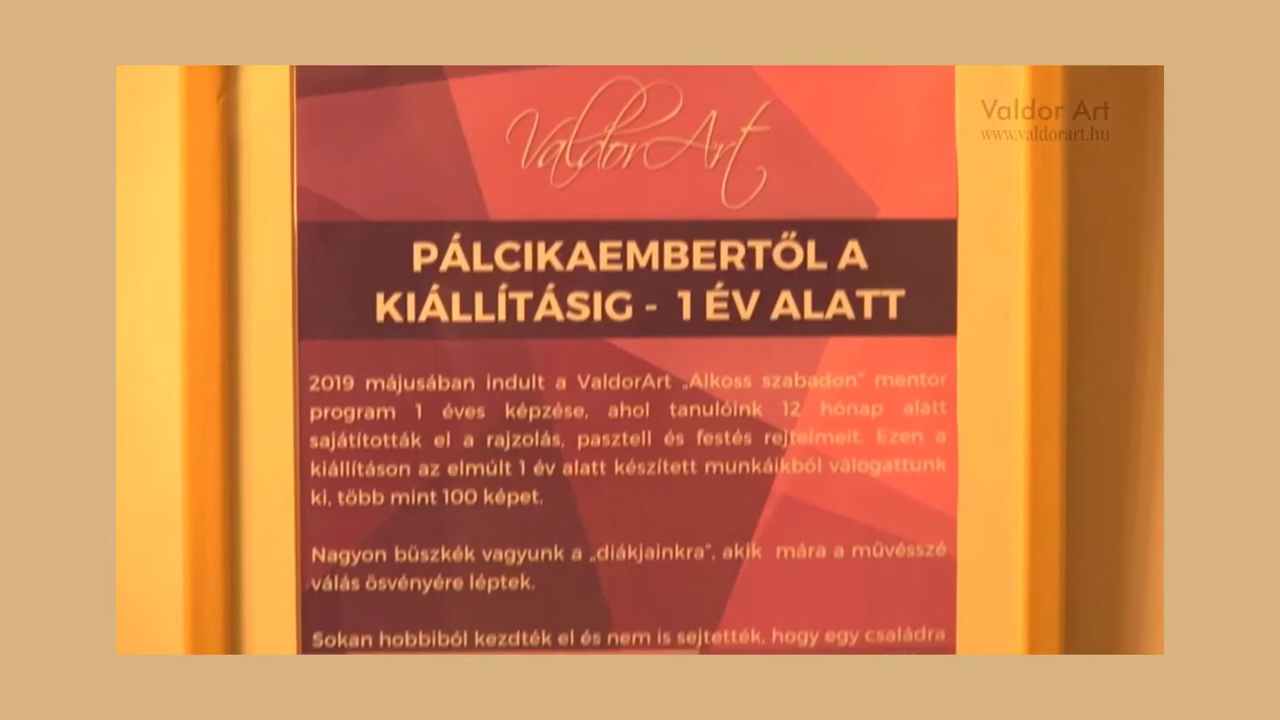 ValdorArt
Valdor Art
www.valdorart.hu
PÁLCIKAEMBERTŐL A
KIÁLLÍTÁSIG - 1 ÉV ALATT
2019 májusában indult a ValdorArt „Alkoss szabadon” mentor
program 1 éves képzése, ahol tanulóink 12 hónap alatt
sajátították el a rajzolás, pasztell és festés rejtelmeit. Ezen a
kiállításon az elmúlt 1 év alatt készített munkáikból válogattunk
ki, több mint 100 képet.
Nagyon büszkék vagyunk a „diákjainkra”, akik mára a művésszé
válás ösvényére léptek.
Sokan hobbiból kezdték el és nem is sejtették, hogy egy családra